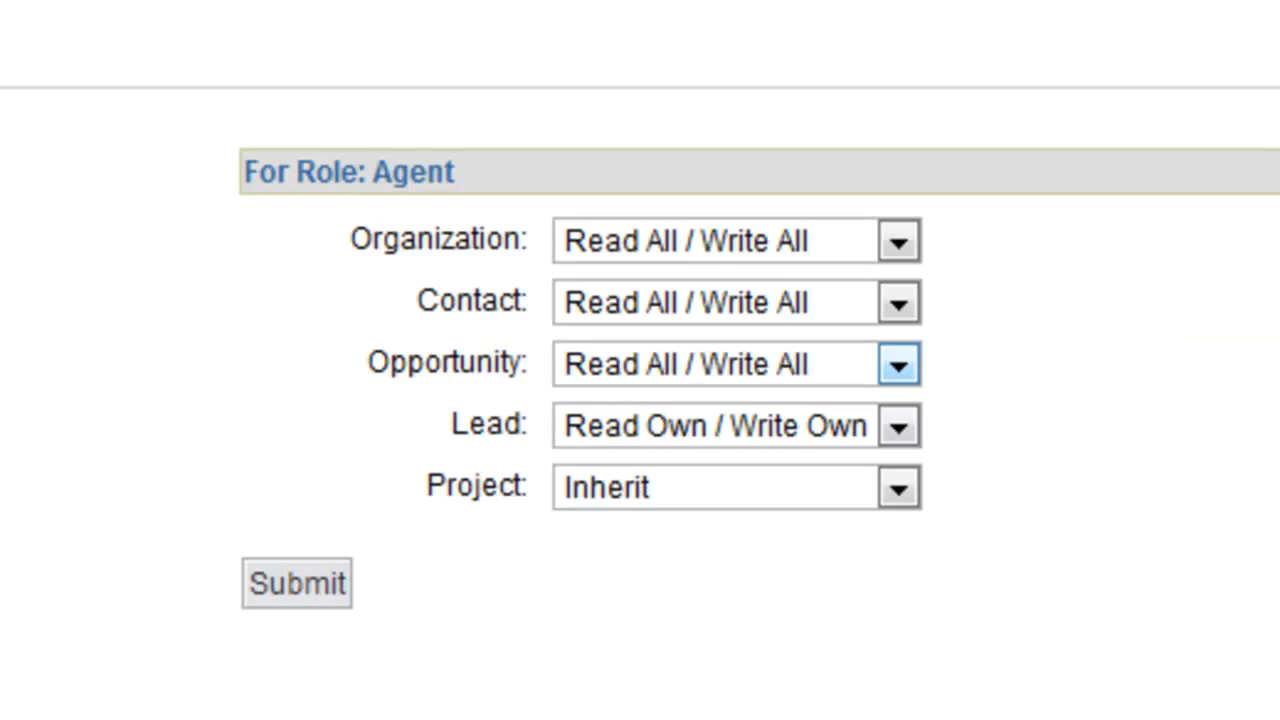 For Role: Agent
Organization: Read All / Write All
Contact: Read All / Write All
Opportunity: Read All / Write All
Lead: Read Own / Write Own
Project: Inherit
Submit